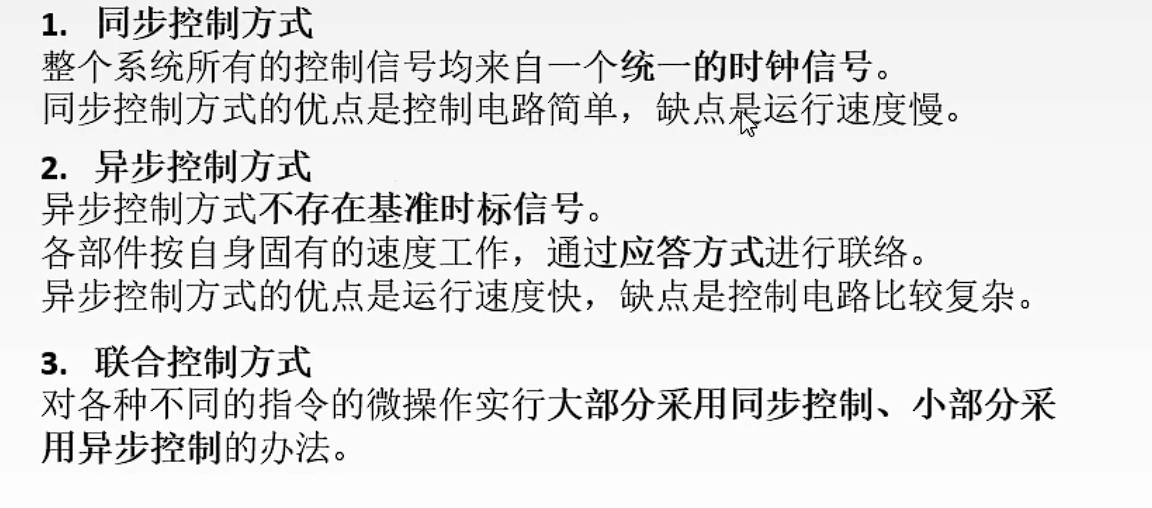 1. 同步控制方式
整个系统所有的控制信号均来自一个统一的时钟信号。
同步控制方式的优点是控制电路简单，缺点是运行速度慢。
2. 异步控制方式
异步控制方式不存在基准时标信号。
各部件按自身固有的速度工作，通过应答方式进行联络。
异步控制方式的优点是运行速度快，缺点是控制电路比较复杂。
3. 联合控制方式
对各种不同的指令的微操作实行大部分采用同步控制、小部分采
用异步控制的办法。